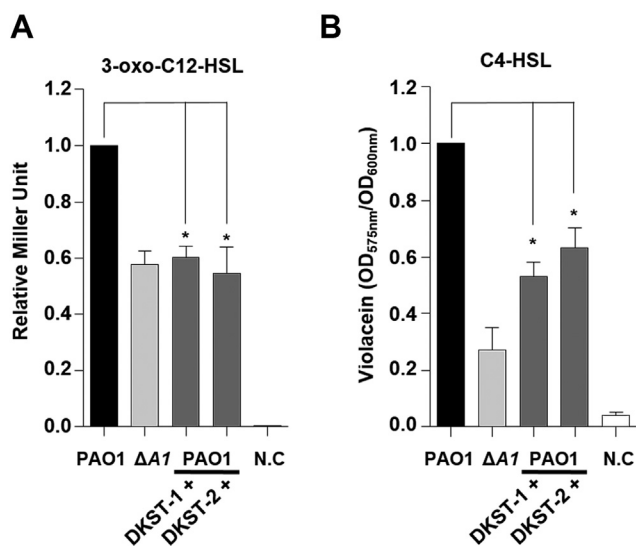 A
3-oxo-C12-HSL
Relative Miller Unit
1.2
1.0
0.8
0.6
0.4
0.2
0.0
* *
PAO1 ΔA1 PAO1 N.C
DKST-1 +
DKST-2 +
B
C4-HSL
Violacein (OD575nm/OD600nm)
1.2
1.0
0.8
0.6
0.4
0.2
0.0
*
*
PAO1 ΔA1 PAO1 N.C
DKST-1 +
DKST-2 +